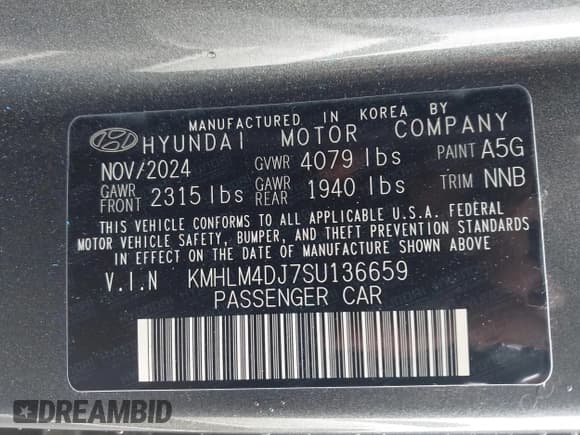 MANUFACTURED IN KOREA BY
HYUNDAI MOTOR COMPANY
NOV/2024 GVWR 4079 lbs PAINT A5G
GAWR FRONT 2315 lbs GAWR REAR 1940 lbs TRIM NNB
THIS VEHICLE CONFORMS TO ALL APPLICABLE U.S.A. FEDERAL
MOTOR VEHICLE SAFETY, BUMPER, AND THEFT PREVENTION STANDARDS
IN EFFECT ON THE DATE OF MANUFACTURE SHOWN ABOVE.
V.I.N KMHLM4DJ7SU136659
PASSENGER CAR
DREAMBID